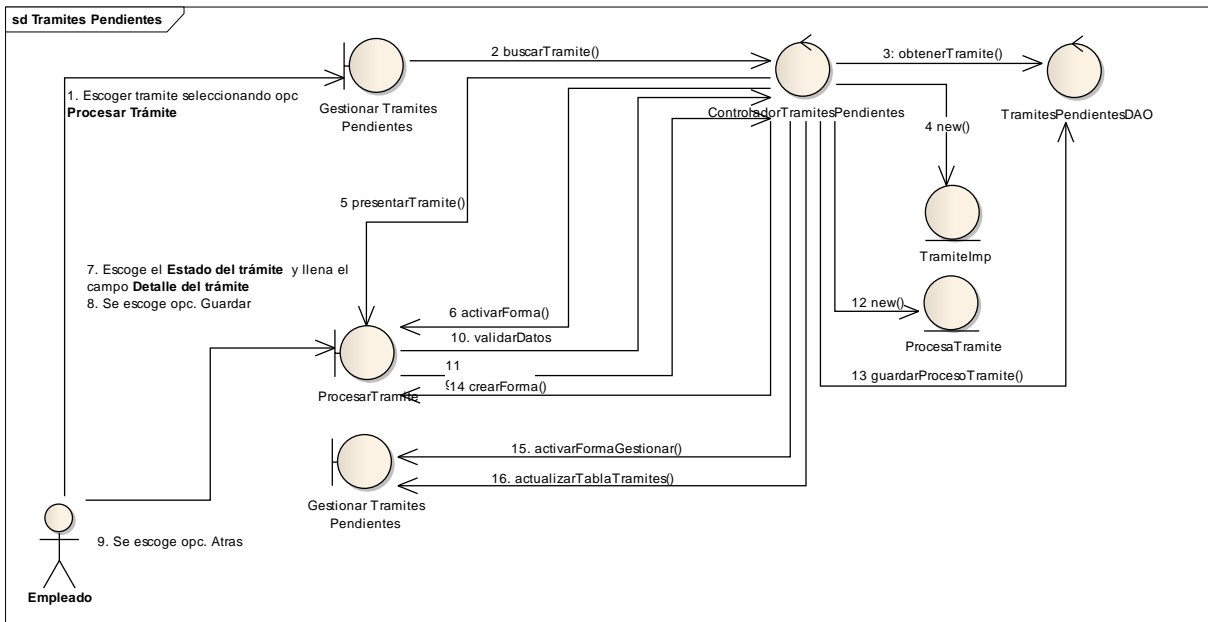 sd Tramites Pendientes
2 buscarTramite()
3: obtenerTramite()
1. Escoger tramite seleccionando opc
Procesar Trámite
Gestionar Tramites
Pendientes
ControladorTramitesPendientes
TramitesPendientesDAO
4 new()
5 presentarTramite()
TramiteImp
7. Escoge el Estado del trámite y llena el
campo Detalle del trámite
8. Se escoge opc. Guardar
6 activarForma()
10. validarDatos
12 new()
ProcesaTramite
11
14 crearForma()
13 guardarProcesoTramite()
ProcesarTramite
15. activarFormaGestionar()
16. actualizarTablaTramites()
Gestionar Tramites
Pendientes
9. Se escoge opc. Atras
Empleado